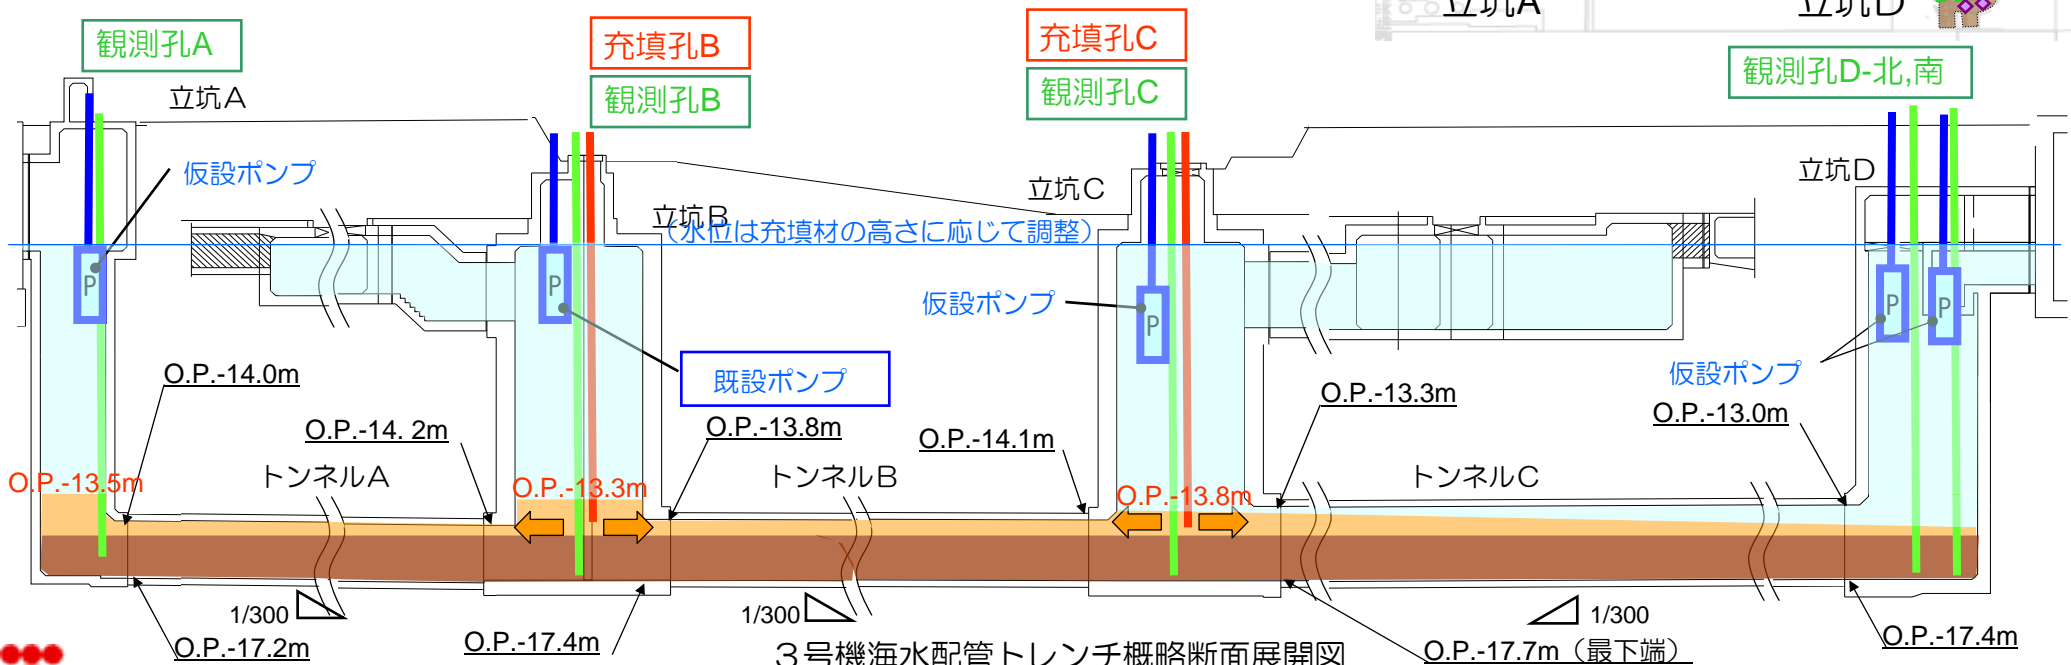 立坑A
立坑D
観測孔A
充填孔B
観測孔B
充填孔C
観測孔C
観測孔D-北,南
立坑A
仮設ポンプ
立坑B
立坑C
立坑D
(水位は充填材の高さに応じて調整)
P
P
P
P
P
仮設ポンプ
既設ポンプ
仮設ポンプ
O.P.-14.0m
O.P.-14.2m
O.P.-13.8m
O.P.-14.1m
O.P.-13.3m
O.P.-13.0m
トンネルA
トンネルB
トンネルC
O.P.-13.5m
O.P.-13.3m
O.P.-13.8m
1/300
1/300
1/300
O.P.-17.2m
O.P.-17.4m
O.P.-17.7m(最下端)
O.P.-17.4m
3号機海水配管トレンチ概略断面展開図